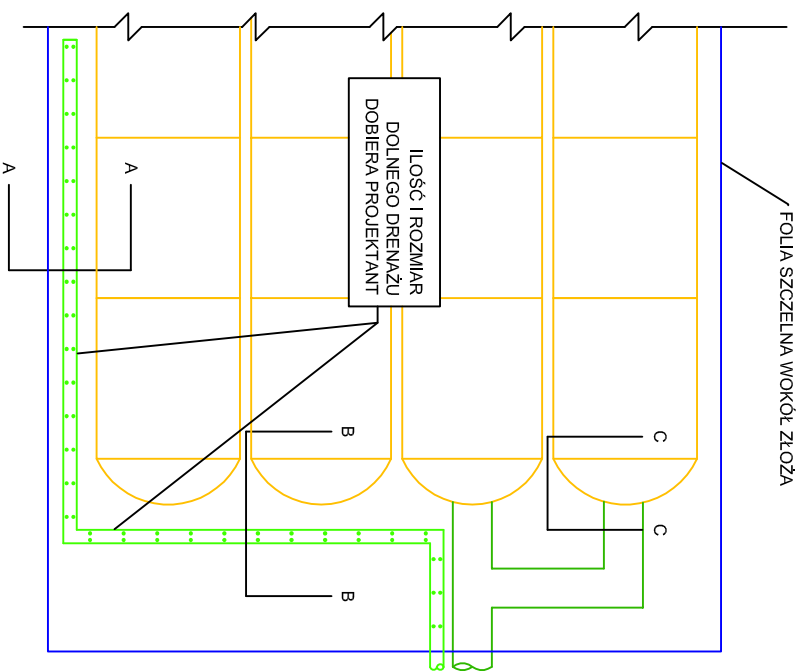 FOLIA SZCZELNA WOKÓŁ ZŁOŻA
ILOŚĆ I ROZMIAR
DOLNEGO DRENAŻU
DOBIERA PROJEKTANT
C
C
B
B
A
A